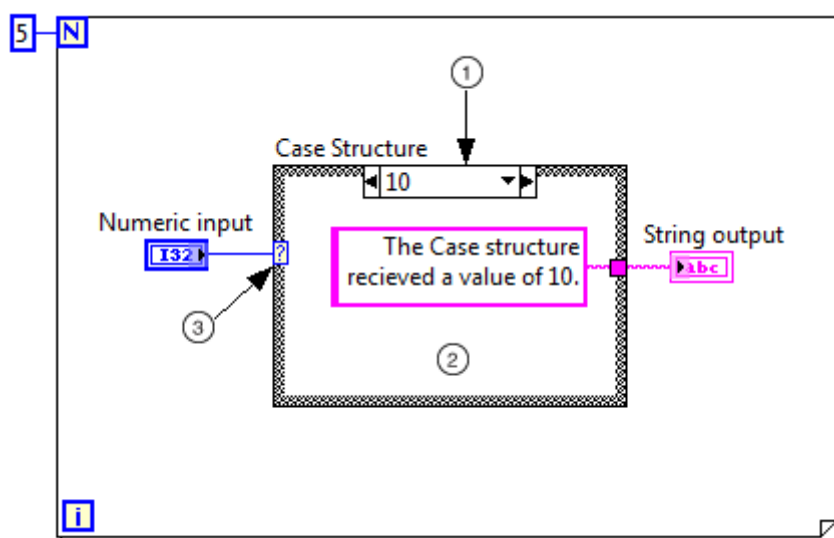 5 N
1
Case Structure
10
Numeric input
I32
?
The Case structure
recieved a value of 10.
String output
abc
3
2
i